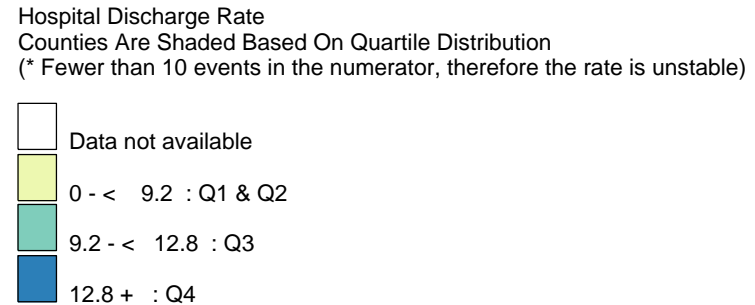 Hospital Discharge Rate
Counties Are Shaded Based On Quartile Distribution
(* Fewer than 10 events in the numerator, therefore the rate is unstable)
Data not available
0 - < 9.2 : Q1 & Q2
9.2 - < 12.8 : Q3
12.8 + : Q4